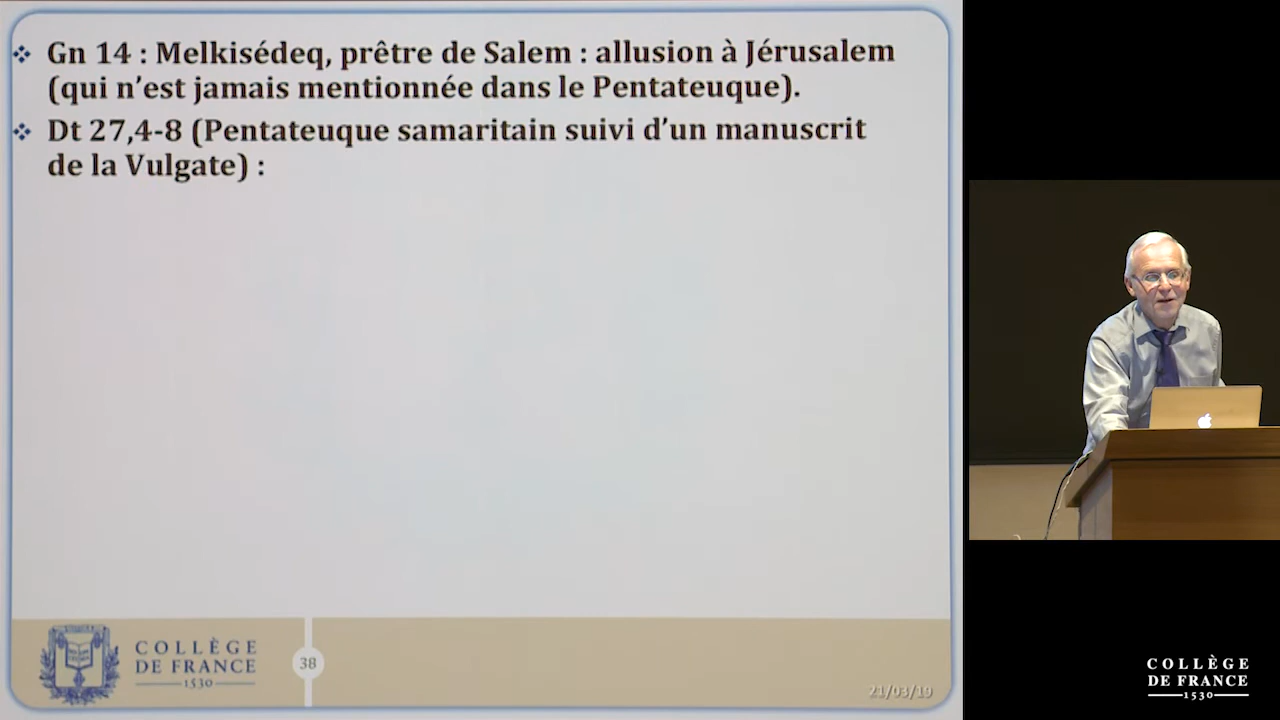 Gn 14 : Melkisédeq, prêtre de Salem : allusion à Jérusalem
(qui n’est jamais mentionnée dans le Pentateuque).
Dt 27,4-8 (Pentateuque samaritain suivi d’un manuscrit
de la Vulgate) :
COLLÈGE
DE FRANCE
1530
38
21/03/19
COLLÈGE
DE FRANCE
1530